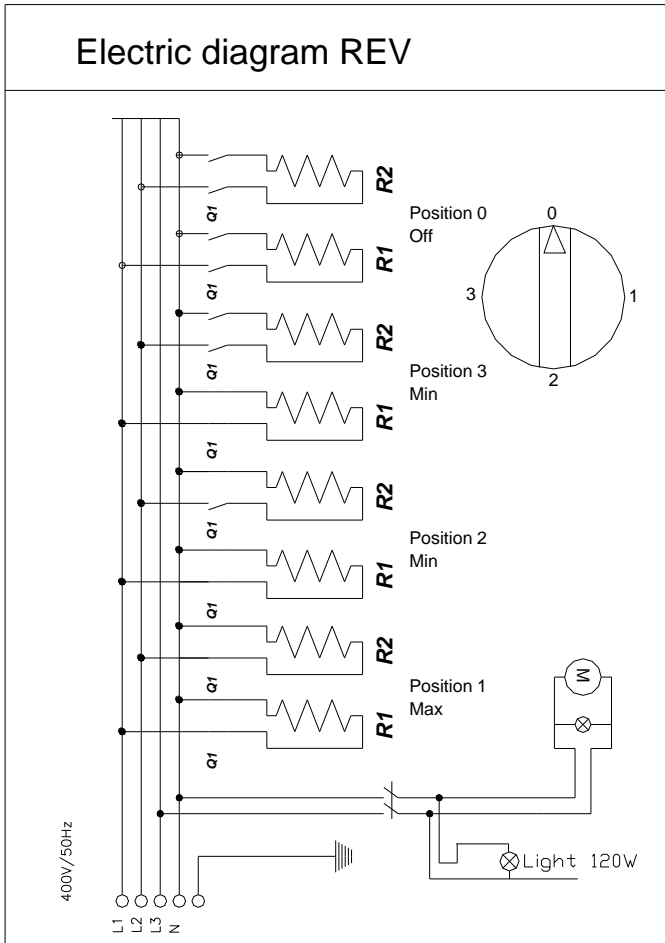 Electric diagram REV
R2
Q1
Position 0
Off
0
R1
3
1
Q1
R2
2
Q1
Position 3
Min
R1
Q1
R2
Q1
Position 2
Min
R1
Q1
R2
Q1
Position 1
Max
R1
M
Q1
400V/50Hz
Light 120W
L1
L2
L3
N